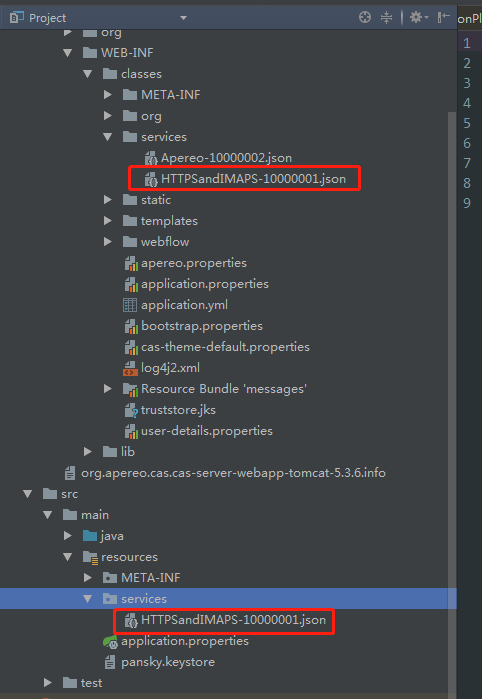 Project
onPl
org
WEB-INF
classes
META-INF
org
services
Apereo-10000002.json
HTTPSandIMAPS-10000001.json
static
templates
webflow
apereo.properties
application.properties
application.yml
bootstrap.properties
cas-theme-default.properties
log4j2.xml
Resource Bundle 'messages'
truststore.jks
user-details.properties
lib
org.apereo.cas.cas-server-webapp-tomcat-5.3.6.info
src
main
java
resources
META-INF
services
HTTPSandIMAPS-10000001.json
application.properties
pansky.keystore
test
1
2
3
4
5
6
7
8
9